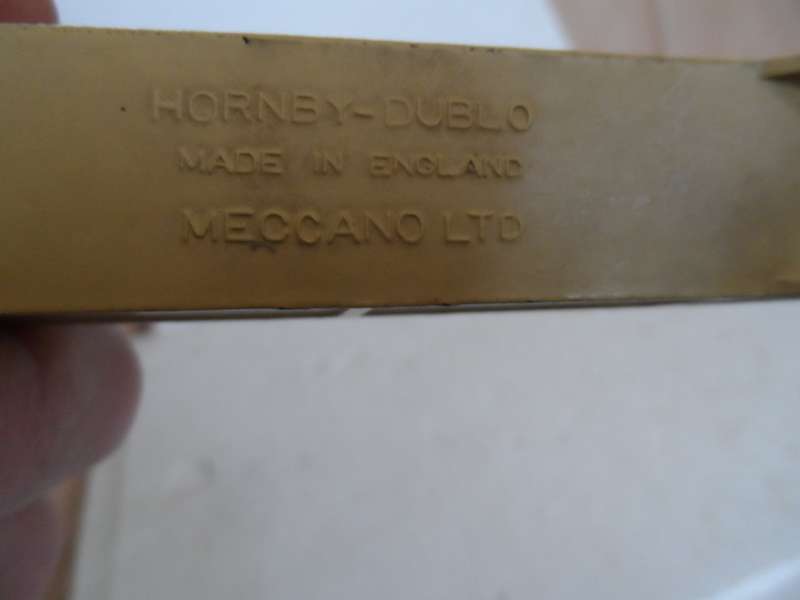 HORNBY-DUBLO
MADE IN ENGLAND
MECCANO LTD